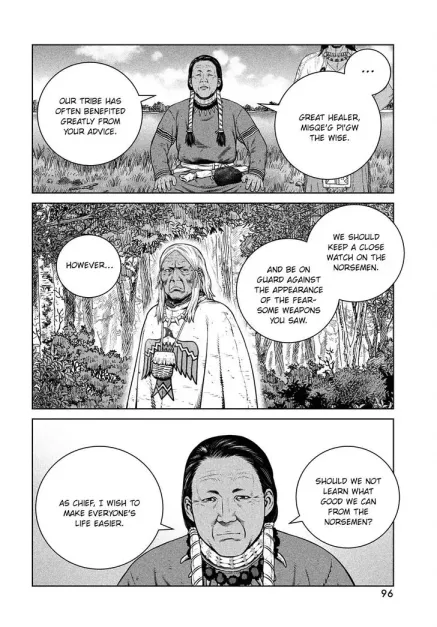 ...
GREAT HEALER,
MISQE'G PI'GW
THE WISE.
OUR TRIBE HAS
OFTEN BENEFITED
GREATLY FROM
YOUR ADVICE.
WE SHOULD
KEEP A CLOSE
WATCH ON THE
NORSEMEN.
AND BE ON
GUARD AGAINST
THE APPEARANCE
OF THE FEAR-
SOME WEAPONS
YOU SAW.
HOWEVER...
SHOULD WE NOT
LEARN WHAT
GOOD WE CAN
FROM THE
NORSEMEN?
AS CHIEF, I WISH TO
MAKE EVERYONE'S
LIFE EASIER.
96